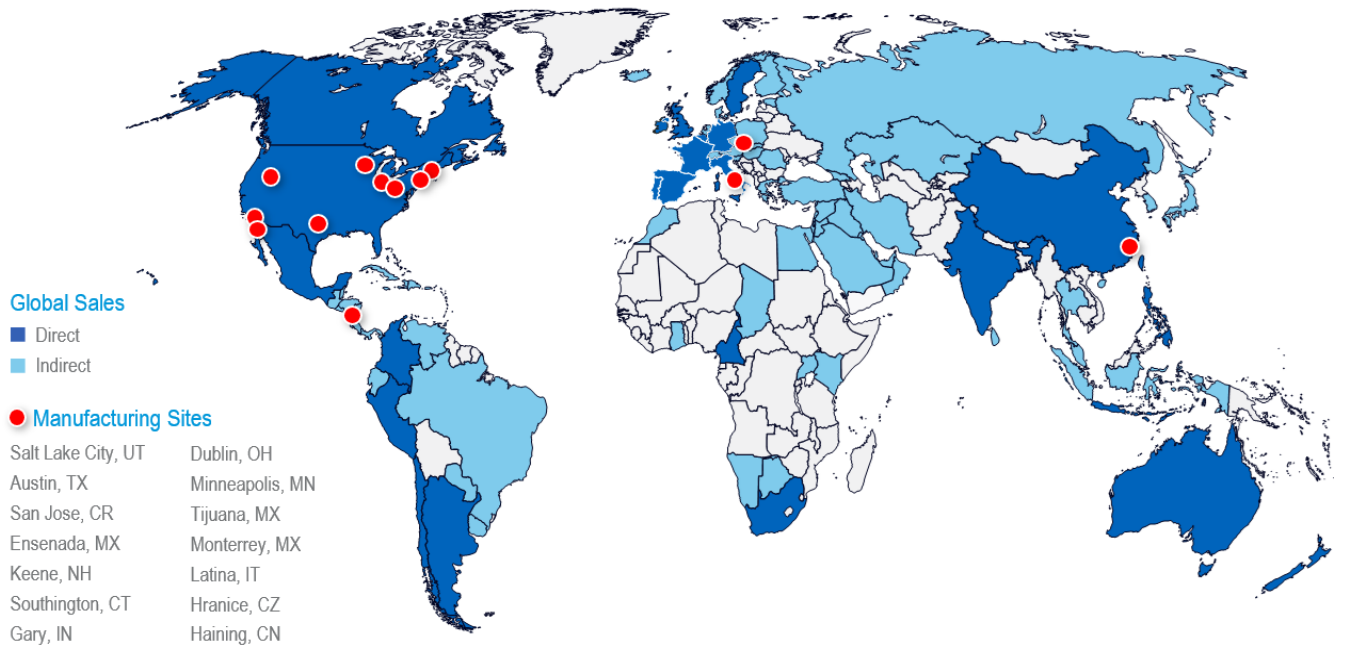 Global Sales
Direct
Indirect
Manufacturing Sites
Salt Lake City, UT
Austin, TX
San Jose, CR
Ensenada, MX
Keene, NH
Southington, CT
Gary, IN
Dublin, OH
Minneapolis, MN
Tijuana, MX
Monterrey, MX
Latina, IT
Hranice, CZ
Haining, CN